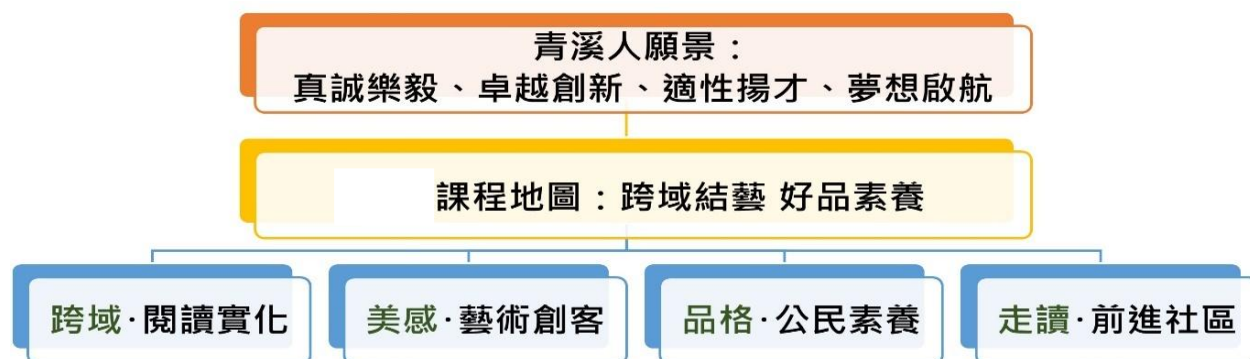 青溪人願景：
真誠樂毅、卓越創新、適性揚才、夢想啟航
課程地圖：跨域結藝 好品素養
跨域·閱讀實化
美感·藝術創客
品格·公民素養
走讀·前進社區